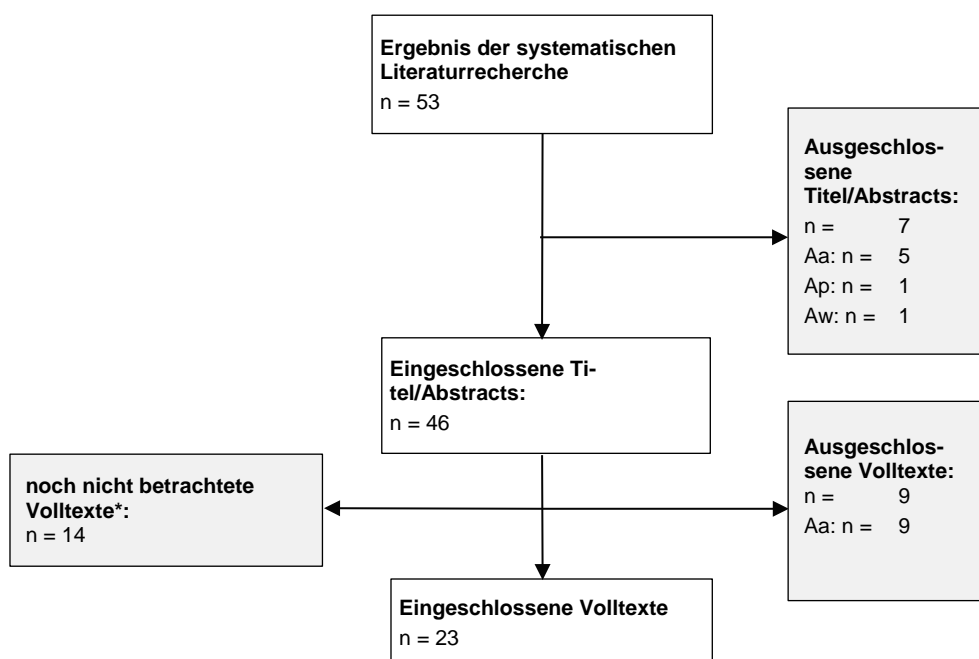 Ergebnis der systematischen
Literaturrecherche
n = 53
Ausgeschlos-
sene
Titel/Abstracts:
n = 7
Aa: n = 5
Ap: n = 1
Aw: n = 1
Eingeschlossene Ti-
tel/Abstracts:
n = 46
Ausgeschlos-
sene Volltexte:
n = 9
Aa: n = 9
noch nicht betrachtete
Volltexte*:
n = 14
Eingeschlossene Volltexte
n = 23